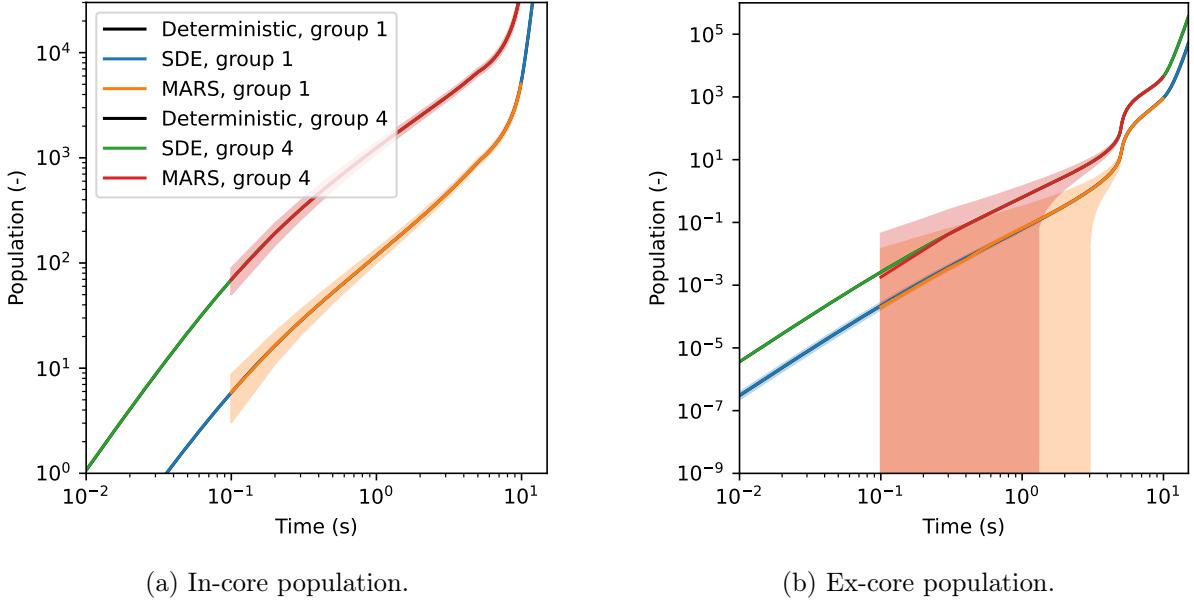 Deterministic, group 1
SDE, group 1
MARS, group 1
Deterministic, group 4
SDE, group 4
MARS, group 4
Population (-)
10^4
10^3
10^2
10^1
10^0
10^−2
10^−1
10^0
10^1
Time (s)
(a) In-core population.
Population (-)
10^5
10^3
10^1
10^−1
10^−3
10^−5
10^−7
10^−9
10^−2
10^−1
10^0
10^1
Time (s)
(b) Ex-core population.